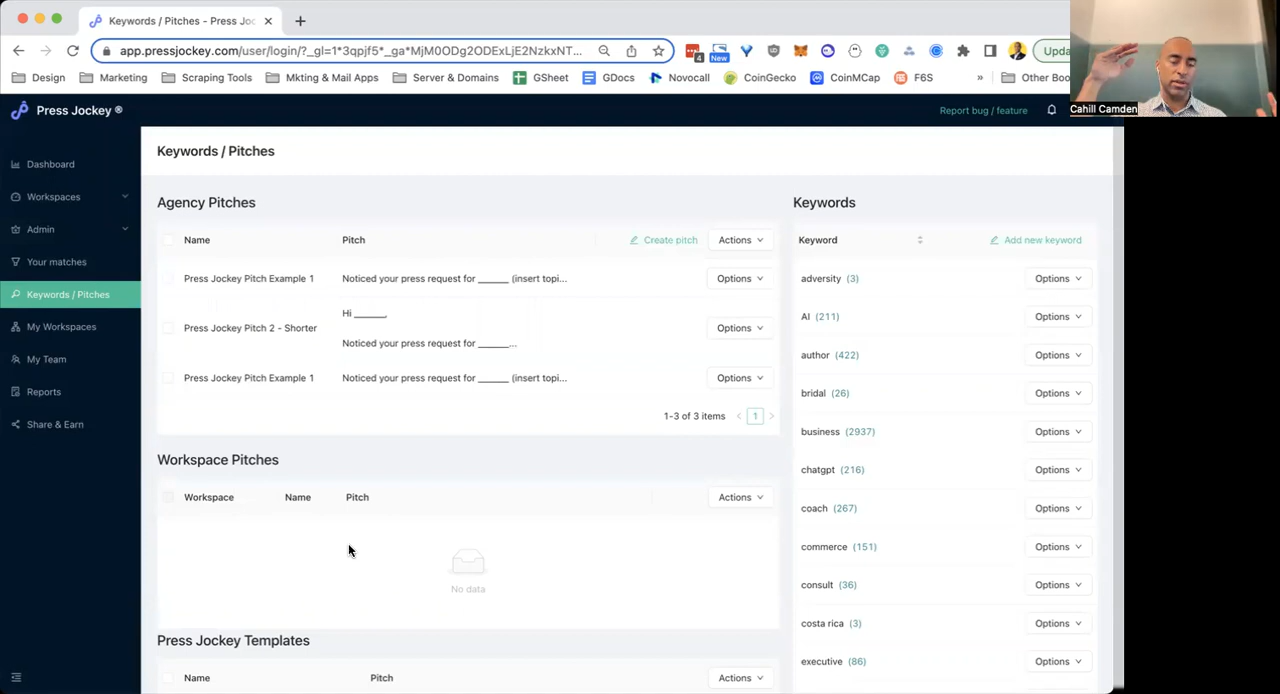 Keywords / Pitches - Press Joc
app.pressjockey.com/user/login/?_gl=1*3qpjf5*_ga*MjM0ODg2ODExLjE2NzkxNT...
4
New
Upda
Design
Marketing
Scraping Tools
Mkting & Mail Apps
Server & Domains
GSheet
GDocs
Novocall
CoinGecko
CoinMCap
F6S
»
Other Boo
Cahill Camden
Press Jockey ®
Report bug / feature
Dashboard
Workspaces
Admin
Your matches
Keywords / Pitches
My Workspaces
My Team
Reports
Share & Earn
Keywords / Pitches
Agency Pitches
Name Pitch Create pitch Actions
Press Jockey Pitch Example 1 Noticed your press request for ______ (insert topi... Options
Hi ______,
Press Jockey Pitch 2 - Shorter Options
Noticed your press request for ______...
Press Jockey Pitch Example 1 Noticed your press request for ______ (insert topi... Options
1-3 of 3 items < 1 >
Workspace Pitches
Workspace Name Pitch Actions
No data
Press Jockey Templates
Name Pitch Actions
Keywords
Keyword Add new keyword
adversity (3) Options
AI (211) Options
author (422) Options
bridal (26) Options
business (2937) Options
chatgpt (216) Options
coach (267) Options
commerce (151) Options
consult (36) Options
costa rica (3) Options
executive (86) Options